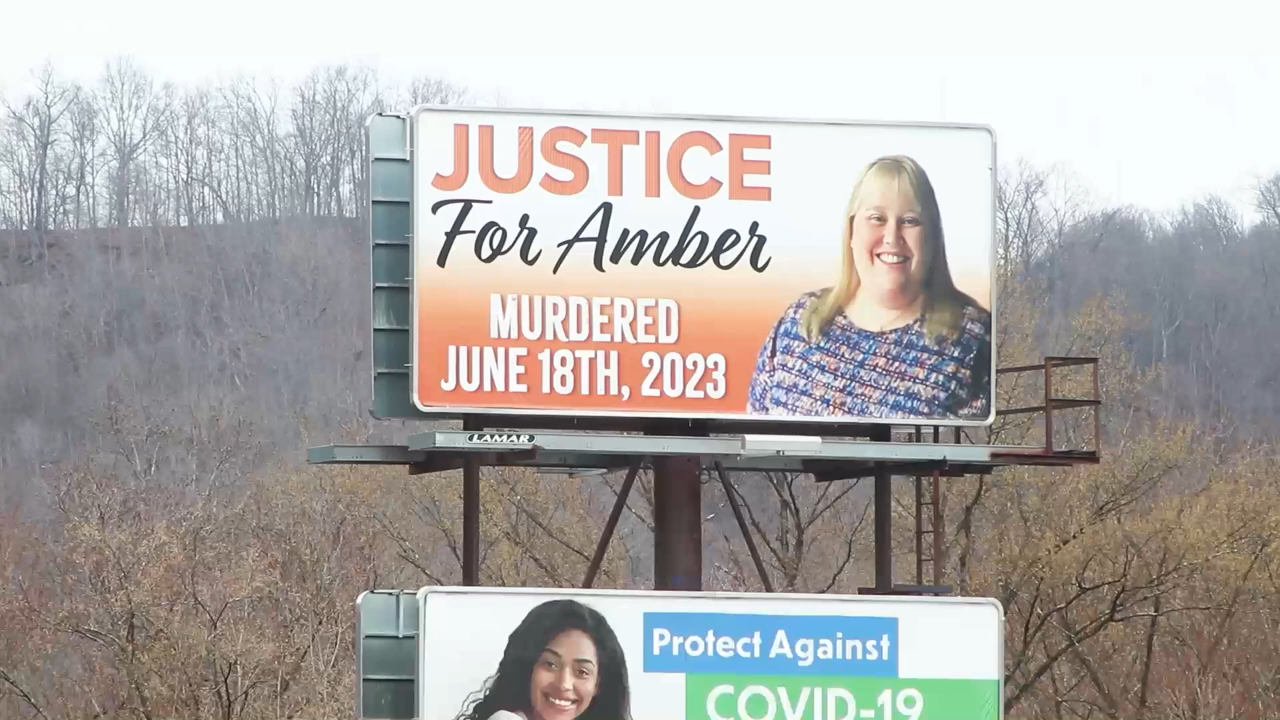 JUSTICE
For Amber
MURDERED
JUNE 18TH, 2023
LAMAR
Protect Against
COVID-19